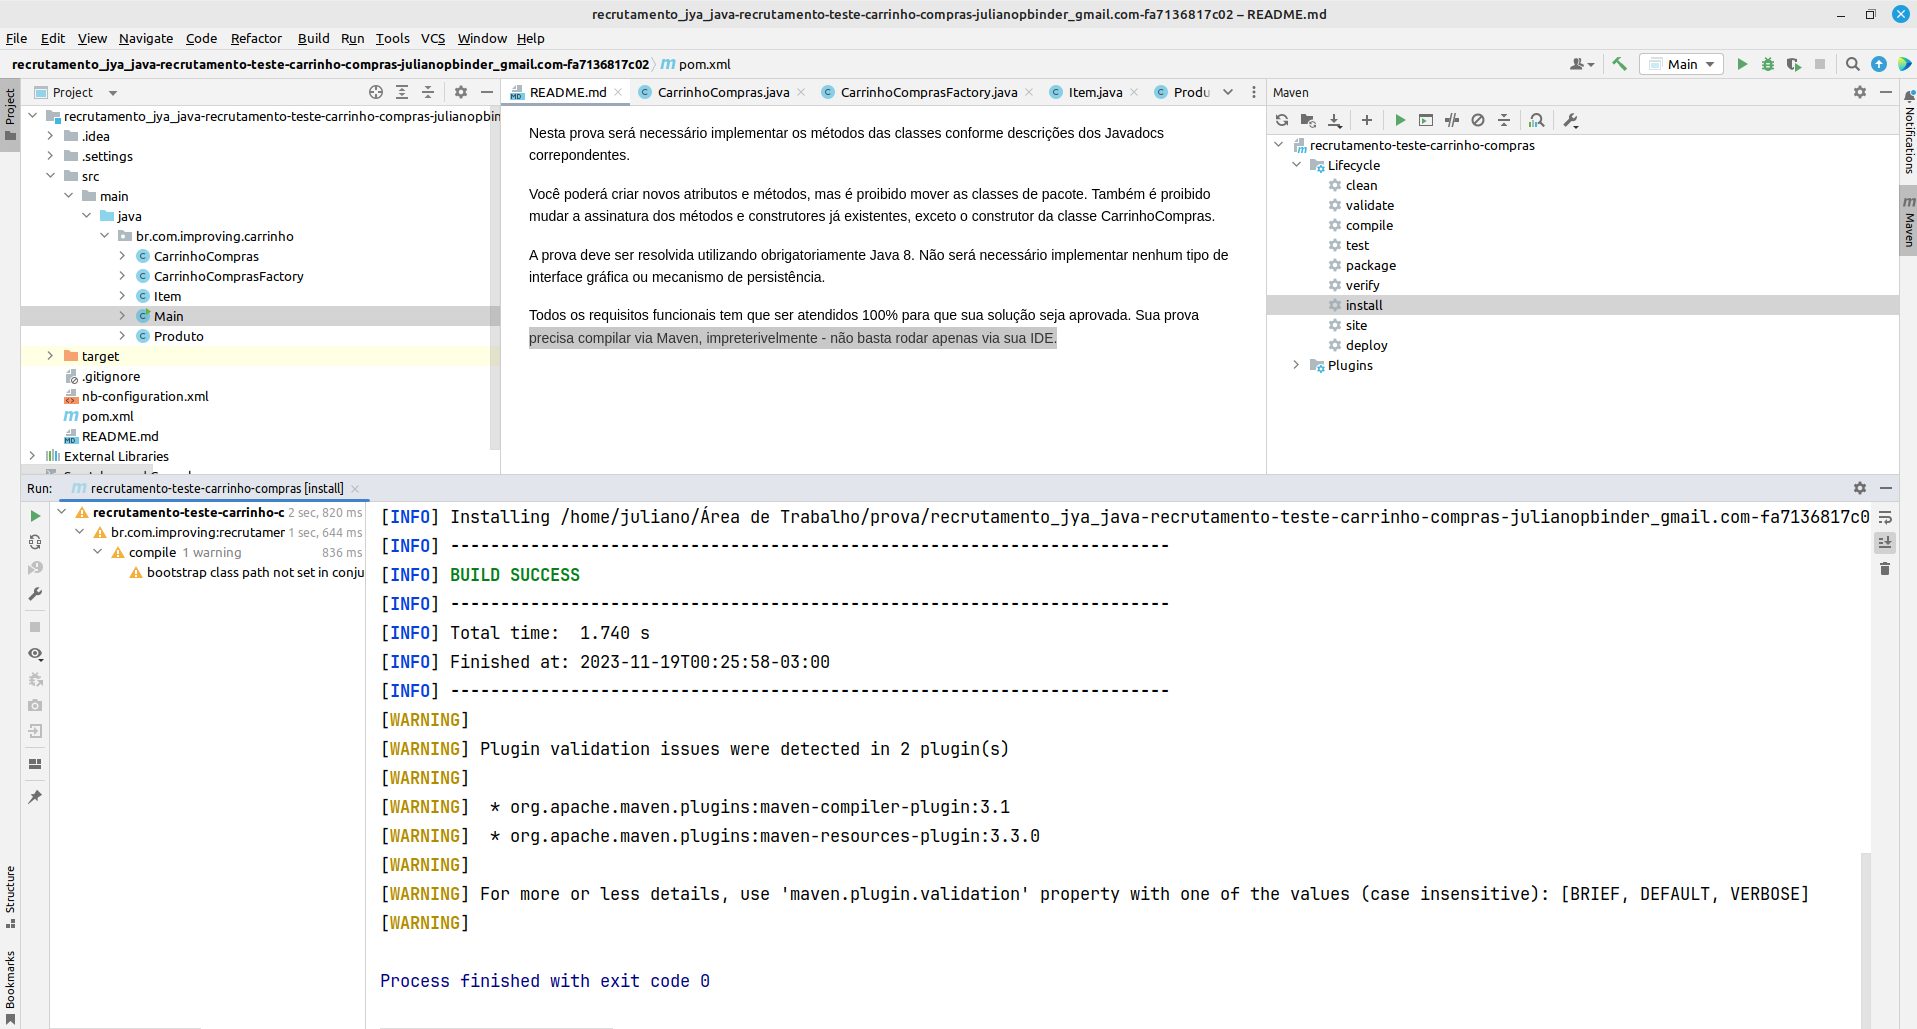 recrutamento_jya_java-recrutamento-teste-carrinho-compras-julianopbinder_gmail.com-fa7136817c02 – README.md
File Edit View Navigate Code Refactor Build Run Tools VCS Window Help
recrutamento_jya_java-recrutamento-teste-carrinho-compras-julianopbinder_gmail.com-fa7136817c02 pom.xml
Main
Project
Project
recrutamento_jya_java-recrutamento-teste-carrinho-compras-julianopbin
.idea
.settings
src
main
java
br.com.improving.carrinho
CarrinhoCompras
CarrinhoComprasFactory
Item
Main
Produto
target
.gitignore
nb-configuration.xml
pom.xml
README.md
External Libraries
README.md CarrinhoCompras.java CarrinhoComprasFactory.java Item.java Produ
Nesta prova será necessário implementar os métodos das classes conforme descrições dos Javadocs
correpondentes.
Você poderá criar novos atributos e métodos, mas é proibido mover as classes de pacote. Também é proibido
mudar a assinatura dos métodos e construtores já existentes, exceto o construtor da classe CarrinhoCompras.
A prova deve ser resolvida utilizando obrigatoriamente Java 8. Não será necessário implementar nenhum tipo de
interface gráfica ou mecanismo de persistência.
Todos os requisitos funcionais tem que ser atendidos 100% para que sua solução seja aprovada. Sua prova
precisa compilar via Maven, impreterivelmente - não basta rodar apenas via sua IDE.
Maven
recrutamento-teste-carrinho-compras
Lifecycle
clean
validate
compile
test
package
verify
install
site
deploy
Plugins
Notifications
Maven
Run: recrutamento-teste-carrinho-compras [install]
recrutamento-teste-carrinho-c 2 sec, 820 ms
br.com.improving:recrutamer 1 sec, 644 ms
compile 1 warning 836 ms
bootstrap class path not set in conju
[INFO] Installing /home/juliano/Área de Trabalho/prova/recrutamento_jya_java-recrutamento-teste-carrinho-compras-julianopbinder_gmail.com-fa7136817c0
[INFO] ------------------------------------------------------------------------
[INFO] BUILD SUCCESS
[INFO] ------------------------------------------------------------------------
[INFO] Total time:  1.740 s
[INFO] Finished at: 2023-11-19T00:25:58-03:00
[INFO] ------------------------------------------------------------------------
[WARNING]
[WARNING] Plugin validation issues were detected in 2 plugin(s)
[WARNING]
[WARNING]  * org.apache.maven.plugins:maven-compiler-plugin:3.1
[WARNING]  * org.apache.maven.plugins:maven-resources-plugin:3.3.0
[WARNING]
[WARNING] For more or less details, use 'maven.plugin.validation' property with one of the values (case insensitive): [BRIEF, DEFAULT, VERBOSE]
[WARNING]
Process finished with exit code 0
Structure
Bookmarks